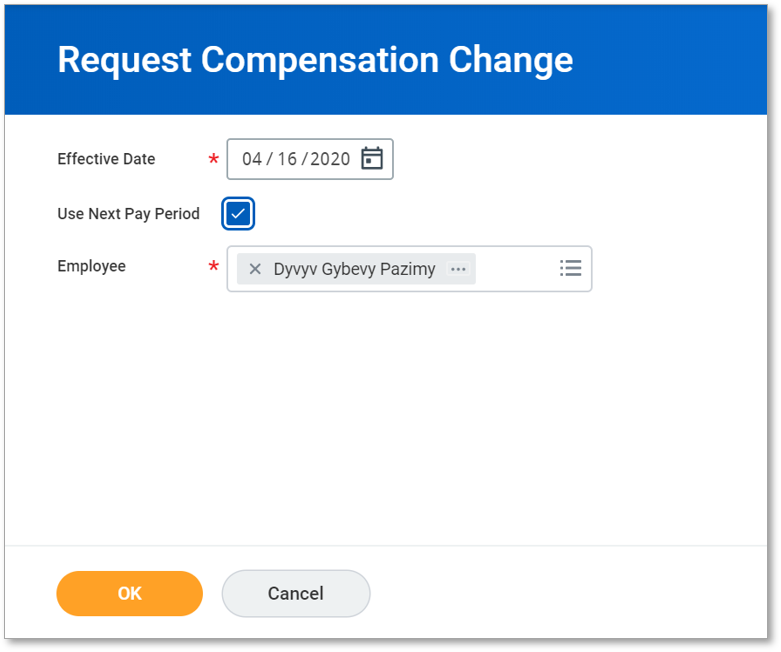 Request Compensation Change
Effective Date * 04 / 16 /2020
Use Next Pay Period
Employee * Dyvyv Gybevy Pazimy
OK Cancel